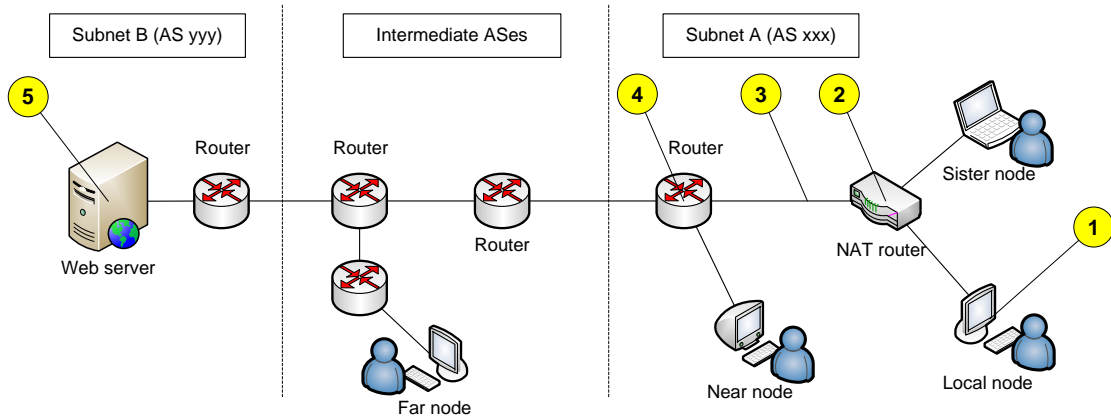 Subnet B (AS yyy)
Intermediate ASes
Subnet A (AS xxx)
5
4
3
2
Router
Router
Router
Sister node
Router
1
Web server
NAT router
Near node
Local node
Far node